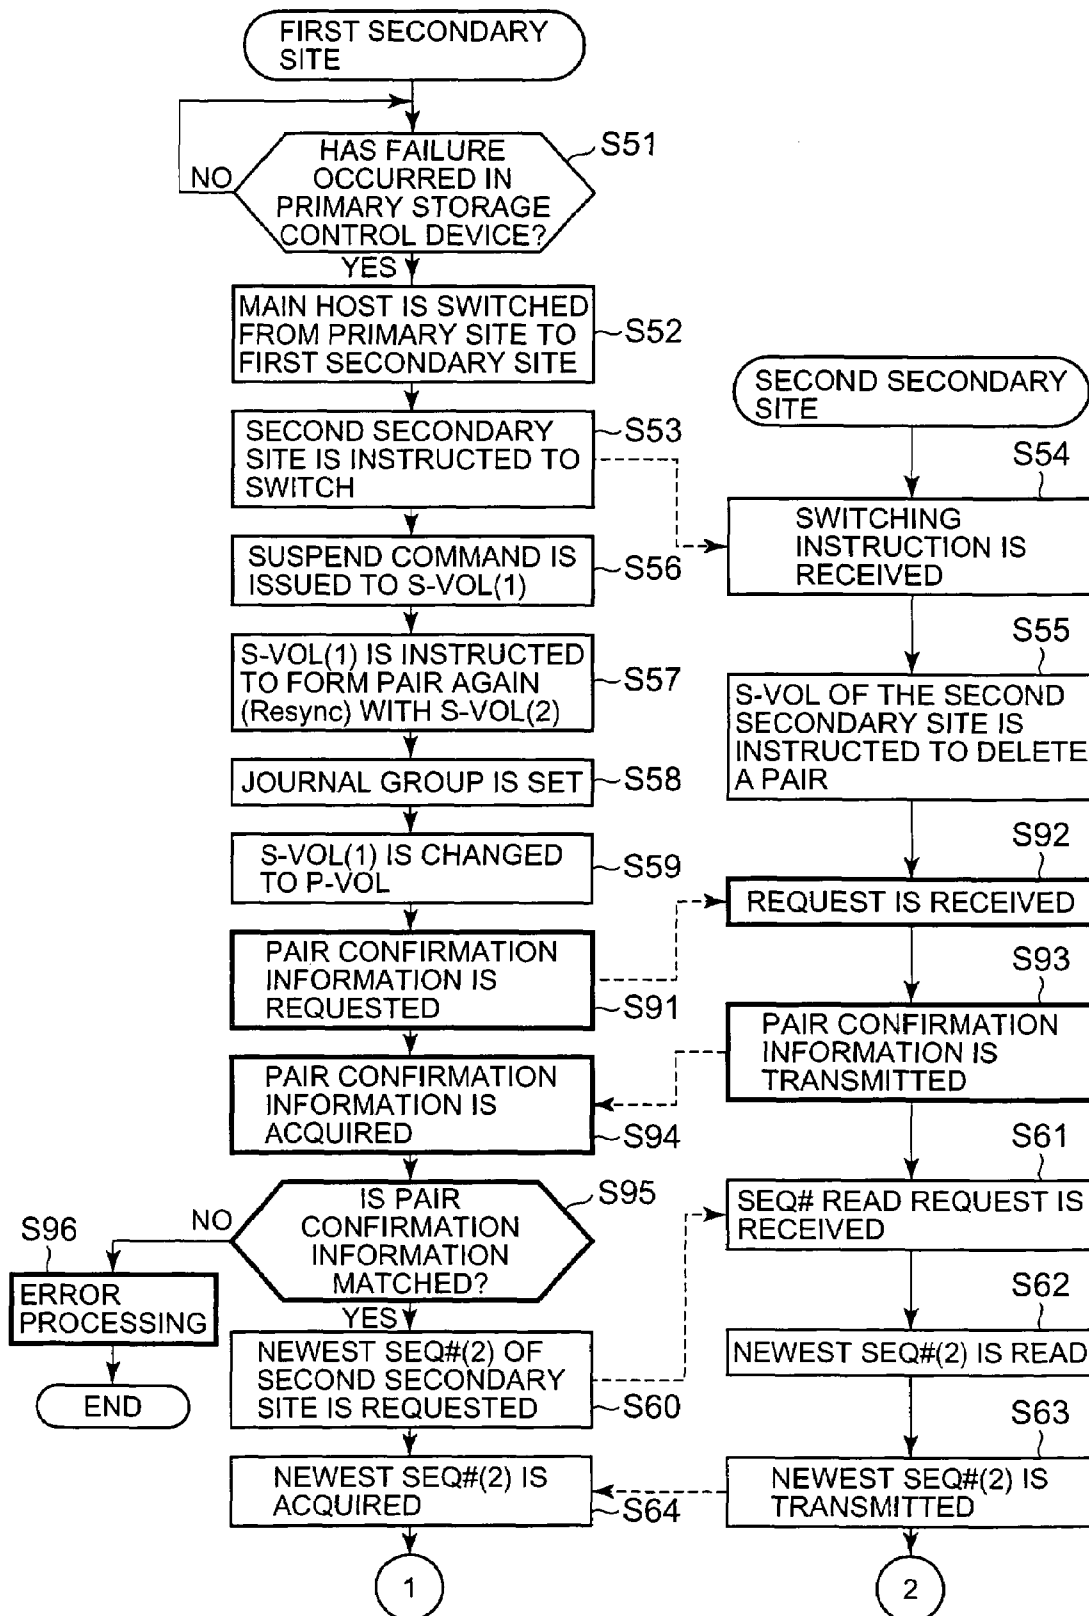 FIRST SECONDARY
SITE
HAS FAILURE
OCCURRED IN
PRIMARY STORAGE
CONTROL DEVICE?
S51
NO
YES
MAIN HOST IS SWITCHED
FROM PRIMARY SITE TO
FIRST SECONDARY SITE
S52
SECOND SECONDARY
SITE IS INSTRUCTED TO
SWITCH
S53
SUSPEND COMMAND IS
ISSUED TO S-VOL(1)
S56
S-VOL(1) IS INSTRUCTED
TO FORM PAIR AGAIN
(Resync) WITH S-VOL(2)
S57
JOURNAL GROUP IS SET
S58
S-VOL(1) IS CHANGED
TO P-VOL
S59
PAIR CONFIRMATION
INFORMATION IS
REQUESTED
S91
PAIR CONFIRMATION
INFORMATION IS
ACQUIRED
S94
IS PAIR
CONFIRMATION
INFORMATION
MATCHED?
S95
NO
S96
ERROR
PROCESSING
END
YES
NEWEST SEQ#(2) OF
SECOND SECONDARY
SITE IS REQUESTED
S60
NEWEST SEQ#(2) IS
ACQUIRED
S64
1
SECOND SECONDARY
SITE
S54
SWITCHING
INSTRUCTION IS
RECEIVED
S55
S-VOL OF THE SECOND
SECONDARY SITE IS
INSTRUCTED TO DELETE
A PAIR
S92
REQUEST IS RECEIVED
S93
PAIR CONFIRMATION
INFORMATION IS
TRANSMITTED
S61
SEQ# READ REQUEST IS
RECEIVED
S62
NEWEST SEQ#(2) IS READ
S63
NEWEST SEQ#(2) IS
TRANSMITTED
2